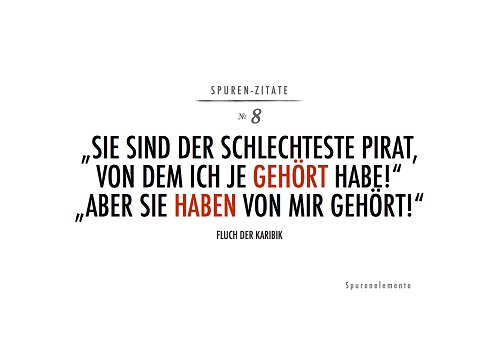 SPUREN-ZITATE
№ 8
„SIE SIND DER SCHLECHTESTE PIRAT,
VON DEM ICH JE GEHÖRT HABE!“
„ABER SIE HABEN VON MIR GEHÖRT!“
FLUCH DER KARIBIK
Spurenelemente